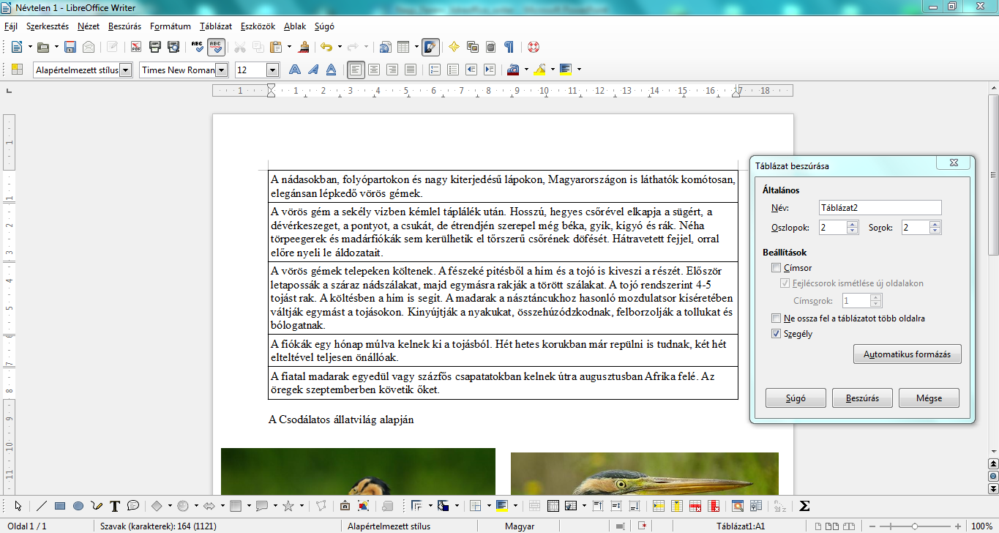 Névtelen 1 - LibreOffice Writer
Fájl Szerkesztés Nézet Beszúrás Formátum Táblázat Eszközök Ablak Súgó
Alapértelmezett stílus Times New Roman 12
1 1 2 3 4 5 6 7 8 9 10 11 12 13 14 15 16 17 18
A nádasokban, folyópartokon és nagy kiterjedésű lápokon, Magyarországon is láthatók komótosan,
elegánsan lépkedő vörös gémek.
A vörös gém a sekély vizben kémlel táplálék után. Hosszú, hegyes csőrével elkapja a sügért, a
dévérkeszeget, a pontyot, a csukát, de étrendjén szerepel még béka, gyik, kigyó és rák. Néha
törpeegerek és madárfiókák sem kerülhetik el tőrszerű csőrének döfését. Hátravetett fejjel, orral
előre nyeli le áldozatait.
A vörös gémek telepeken költenek. A fészeké pitésből a him és a tojó is kiveszi a részét. Először
letapossák a száraz nádszálakat, majd egymásra rakják a törött szálakat. A tojó rendszerint 4-5
tojást rak. A költésben a him is segit. A madarak a násztáncukhoz hasonló mozdulatsor kíséretében
váltják egymást a tojásokon. Kinyújtják a nyakukat, összehúzódzkodnak, felborzolják a tollukat és
bólogatnak.
A fiókák egy hónap múlva kelnek ki a tojásból. Hét hetes korukban már repülni is tudnak, két hét
elteltével teljesen önállóak.
A fiatal madarak egyedül vagy százfős csapatatokban kelnek útra augusztusban Afrika felé. Az
öregek szeptemberben követik őket.
A Csodálatos állatvilág alapján
Táblázat beszúrása
Általános
Név: Táblázat2
Oszlopok: 2 Sorok: 2
Beállítások
Címsor
Fejlécsorok ismétlése új oldalakon
Címsorok: 1
Ne ossza fel a táblázatot több oldalra
Szegély
Automatikus formázás
Súgó Beszúrás Mégse
Oldal 1 / 1 Szavak (karakterek): 164 (1121) Alapértelmezett stílus Magyar Táblázat1:A1 100%